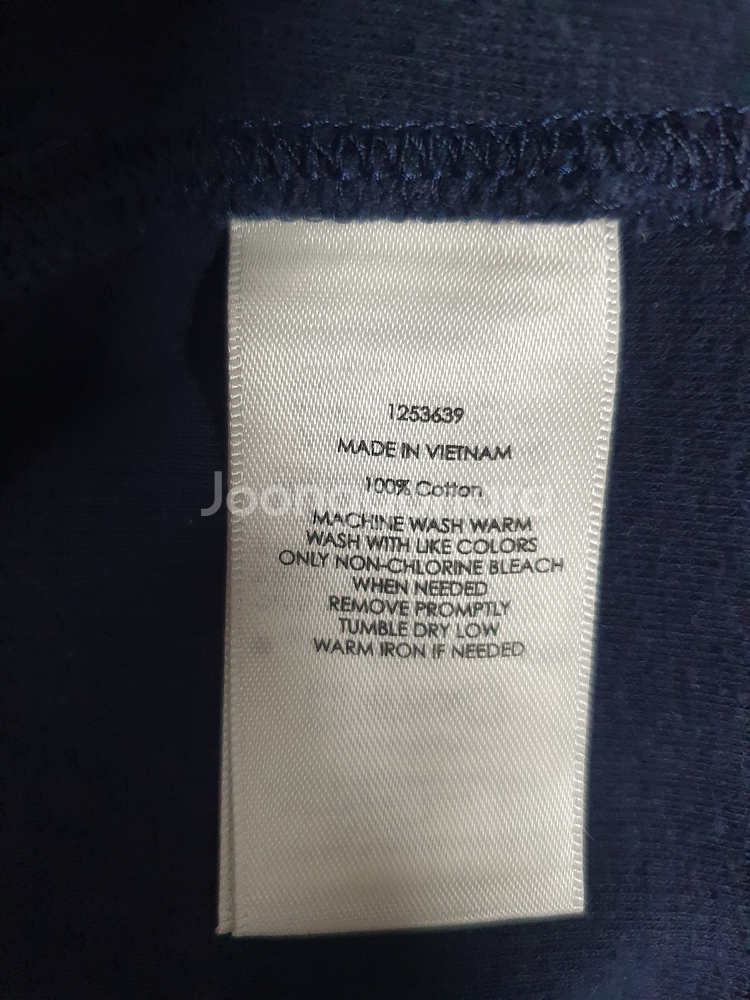 1253639
MADE IN VIETNAM
100% Cotton
MACHINE WASH WARM
WASH WITH LIKE COLORS
ONLY NON-CHLORINE BLEACH
WHEN NEEDED
REMOVE PROMPTLY
TUMBLE DRY LOW
WARM IRON IF NEEDED